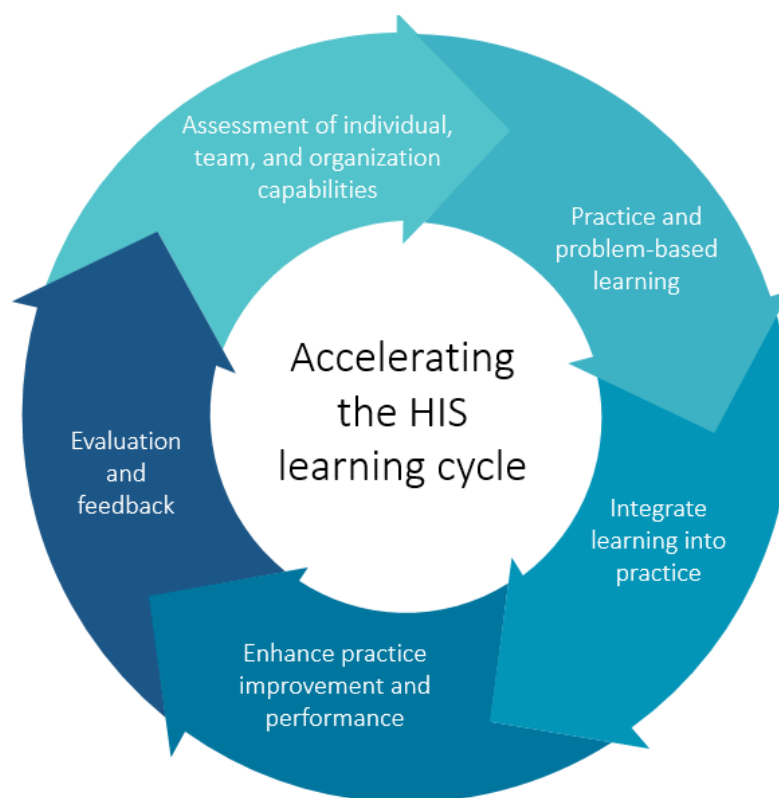 Assessment of individual,
team, and organization
capabilities
Practice and
problem-based
learning
Accelerating
the HIS
learning cycle
Integrate
learning into
practice
Enhance practice
improvement and
performance
Evaluation
and
feedback